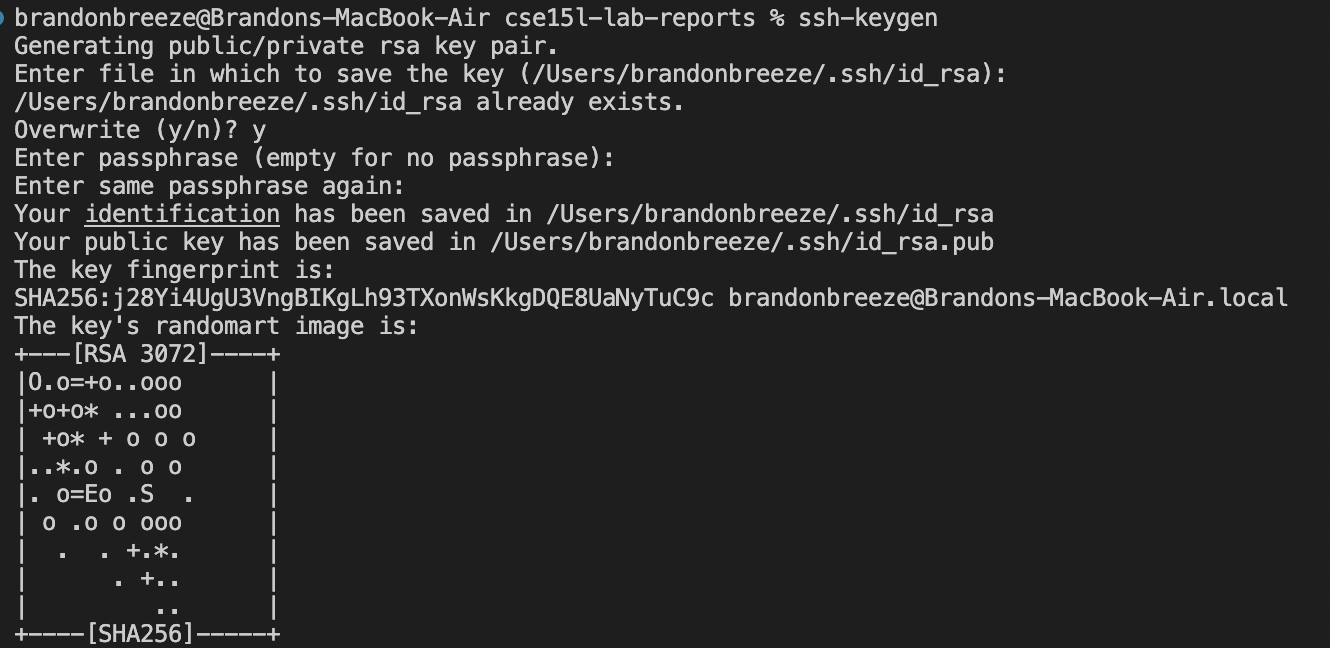 brandonbreeze@Brandons-MacBook-Air cse15l-lab-reports % ssh-keygen
Generating public/private rsa key pair.
Enter file in which to save the key (/Users/brandonbreeze/.ssh/id_rsa):
/Users/brandonbreeze/.ssh/id_rsa already exists.
Overwrite (y/n)? y
Enter passphrase (empty for no passphrase):
Enter same passphrase again:
Your identification has been saved in /Users/brandonbreeze/.ssh/id_rsa
Your public key has been saved in /Users/brandonbreeze/.ssh/id_rsa.pub
The key fingerprint is:
SHA256:j28Yi4UgU3VngBIKgLh93TXonWsKkgDQE8UaNyTuC9c brandonbreeze@Brandons-MacBook-Air.local
The key's randomart image is:
+---[RSA 3072]----+
|O.o=+o..ooo      |
|+o+o* ...oo      |
| +o* + o o o     |
|..*.o . o o      |
|. o=Eo .S  .     |
| o .o o ooo      |
|  .  . +.*.      |
|      . +..      |
|         ..      |
+----[SHA256]-----+